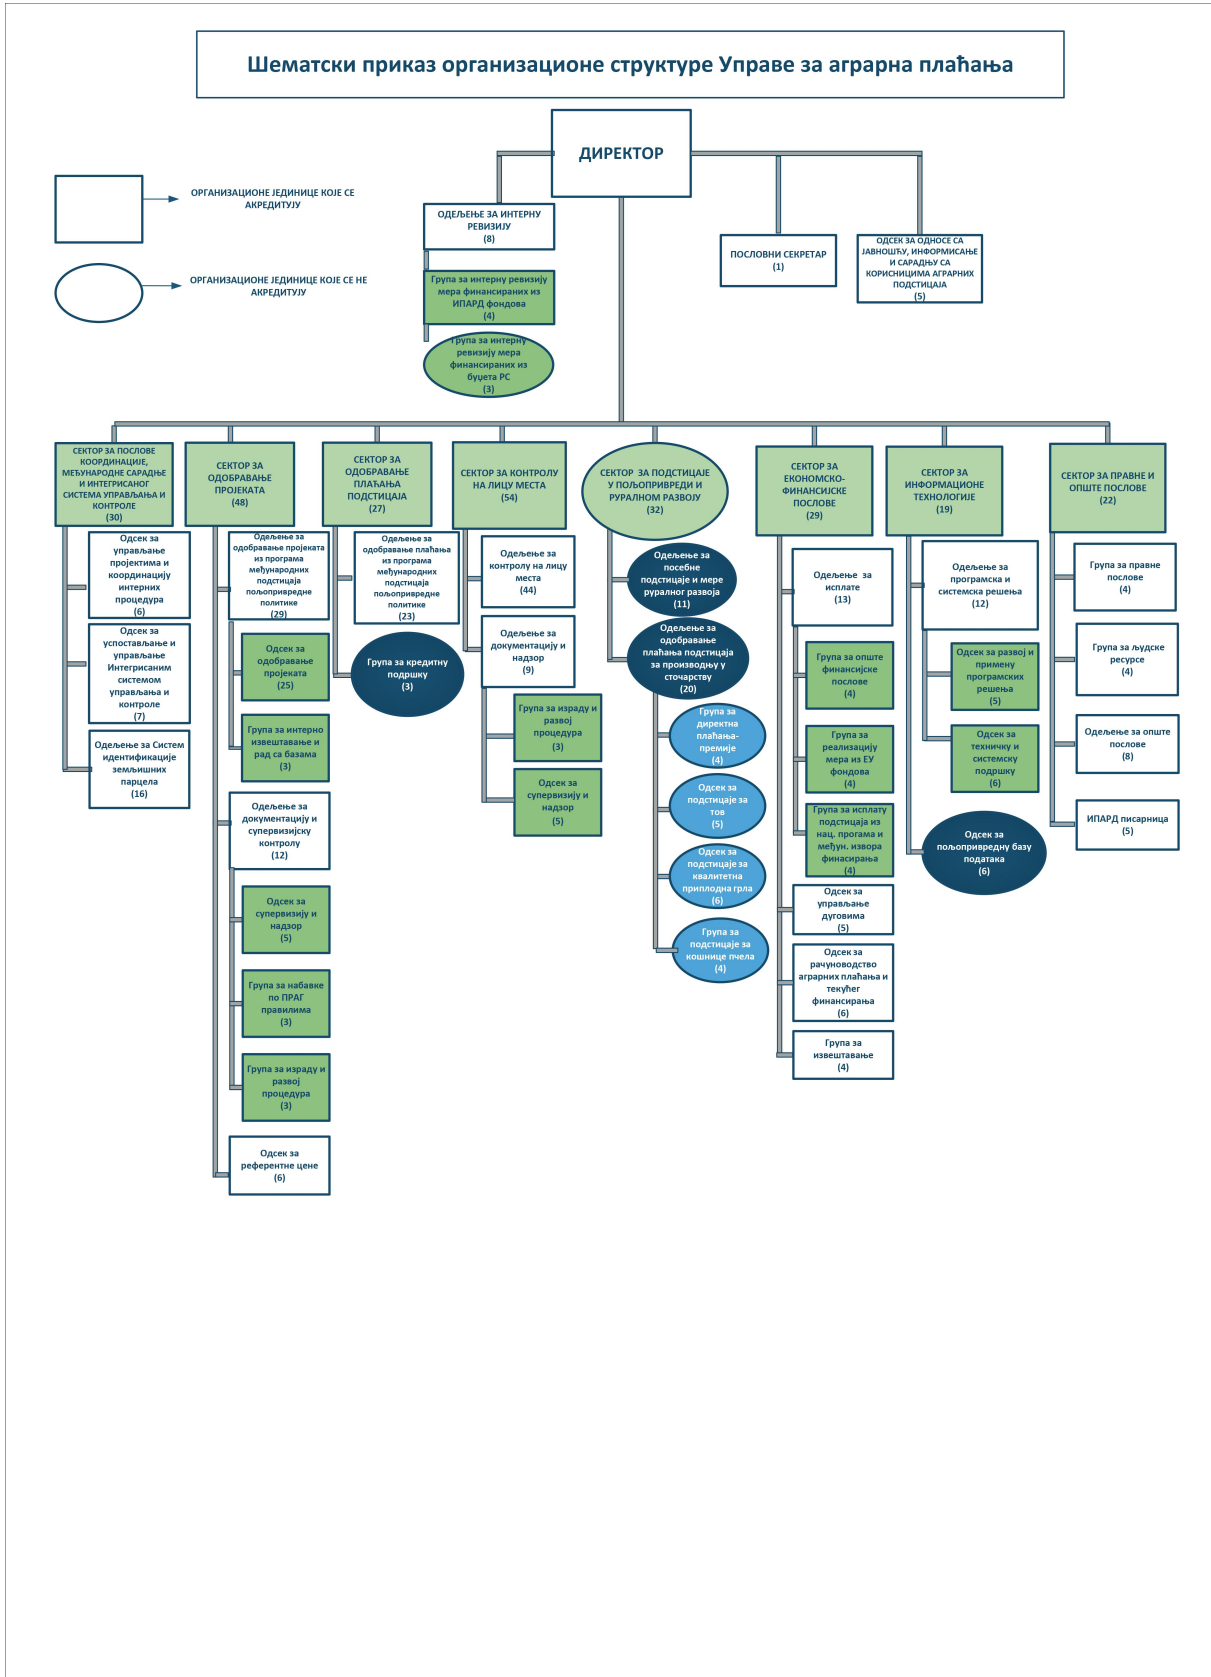 Шематски приказ организационе структуре Управе за аграрна плаћања
ДИРЕКТОР
ОРГАНИЗАЦИОНЕ ЈЕДИНИЦЕ КОЈЕ СЕ
АКРЕДИТУЈУ
ОРГАНИЗАЦИОНЕ ЈЕДИНИЦЕ КОЈЕ СЕ НЕ
АКРЕДИТУЈУ
ОДЕЉЕЊЕ ЗА ИНТЕРНУ
РЕВИЗИЈУ
(8)
Група за интерну ревизију
мера финансираних из
ИПАРД фондова
(4)
Група за интерну
ревизију мера
финансираних из
буџета РС
(3)
ПОСЛОВНИ СЕКРЕТАР
(1)
ОДСЕК ЗА ОДНОСЕ СА
ЈАВНОШЋУ, ИНФОРМИСАЊЕ
И САРАДЊУ СА
КОРИСНИЦИМА АГРАРНИХ
ПОДСТИЦАЈА
(5)
СЕКТОР ЗА ПОСЛОВЕ
КООРДИНАЦИЈЕ,
МЕЂУНАРОДНЕ САРАДЊЕ
И ИНТЕГРИСАНОГ
СИСТЕМА УПРАВЉАЊА И
КОНТРОЛЕ
(30)
Одсек за
управљање
пројектима и
координацију
интерних
процедура
(6)
Одсек за
успостављање и
управљање
Интегрисаним
системом
управљања и
контроле
(7)
Одељење за Систем
идентификације
земљишних
парцела
(16)
СЕКТОР ЗА
ОДОБРАВАЊЕ
ПРОЈЕКАТА
(48)
Одељење за
одобравање пројеката
из програма
међународних
подстицаја
пољопривредне
политике
(29)
Одсек за
одобравање
пројеката
(25)
Група за интерно
извештавање и
рад са базама
(3)
Одељење за
документацију и
супервизијску
контролу
(12)
Одсек за
супервизију и
надзор
(5)
Група за набавке
по ПРАГ
правилима
(3)
Група за израду и
развој
процедура
(3)
Одсек за
референтне цене
(6)
СЕКТОР ЗА
ОДОБРАВАЊЕ
ПЛАЋАЊА
ПОДСТИЦАЈА
(27)
Одељење за
одобравање плаћања
из програма
међународних
подстицаја
пољопривредне
политике
(23)
Група за кредитну
подршку
(3)
СЕКТОР ЗА КОНТРОЛУ
НА ЛИЦУ МЕСТА
(54)
Одељење за
контролу на лицу
места
(44)
Одељење за
документацију и
надзор
(9)
Група за израду и
развој
процедура
(3)
Одсек за
супервизију и
надзор
(5)
СЕКТОР ЗА ПОДСТИЦАЈЕ
У ПОЉОПРИВРЕДИ И
РУРАЛНОМ РАЗВОЈУ
(32)
Одељење за
посебне
подстицаје и мере
руралног развоја
(11)
Одељење за
одобравање
плаћања подстицаја
за производњу у
сточарству
(20)
Група за
директна
плаћања-
премије
(4)
Одсек за
подстицаје за
тов
(5)
Одсек за
подстицаје за
квалитетна
приплодна грла
(6)
Група за
подстицаје за
кошнице пчела
(4)
СЕКТОР ЗА
ЕКОНОМСКО-
ФИНАНСИЈСКЕ
ПОСЛОВЕ
(29)
Одељење за
исплате
(13)
Група за опште
финансијске
послове
(4)
Група за
реализацију
мера из ЕУ
фондова
(4)
Група за исплату
подстицаја из
нац. прогама и
међун. извора
финасирања
(4)
Одсек за
управљање
дуговима
(5)
Одсек за
рачуноводство
аграрних плаћања и
текућег
финансирања
(6)
Група за
извештавање
(4)
СЕКТОР ЗА
ИНФОРМАЦИОНЕ
ТЕХНОЛОГИЈЕ
(19)
Одељење за
програмска и
системска решења
(12)
Одсек за развој и
примену
програмских
решења
(5)
Одсек за
техничку и
системску
подршку
(6)
Одсек за
пољопривредну базу
података
(6)
СЕКТОР ЗА ПРАВНЕ И
ОПШТЕ ПОСЛОВЕ
(22)
Група за правне
послове
(4)
Група за људске
ресурсе
(4)
Одељење за опште
послове
(8)
ИПАРД писарница
(5)